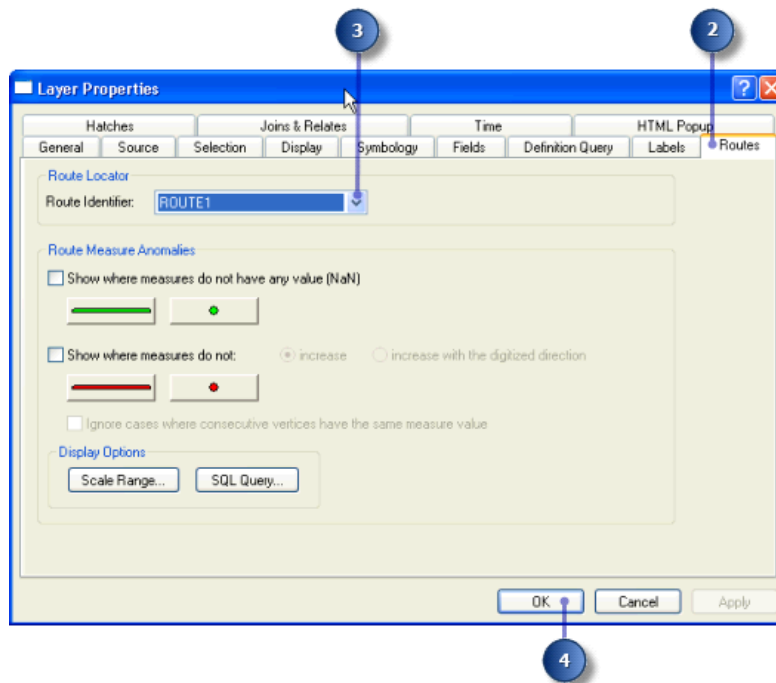 3
2
Layer Properties
Hatches
Joins & Relates
Time
HTML Popup
General
Source
Selection
Display
Symbology
Fields
Definition Query
Labels
Routes
Route Locator
Route Identifier:
ROUTE1
Route Measure Anomalies
Show where measures do not have any value (NaN)
Show where measures do not:
increase
increase with the digitized direction
Ignore cases where consecutive vertices have the same measure value
Display Options
Scale Range...
SQL Query...
OK
Cancel
Apply
4